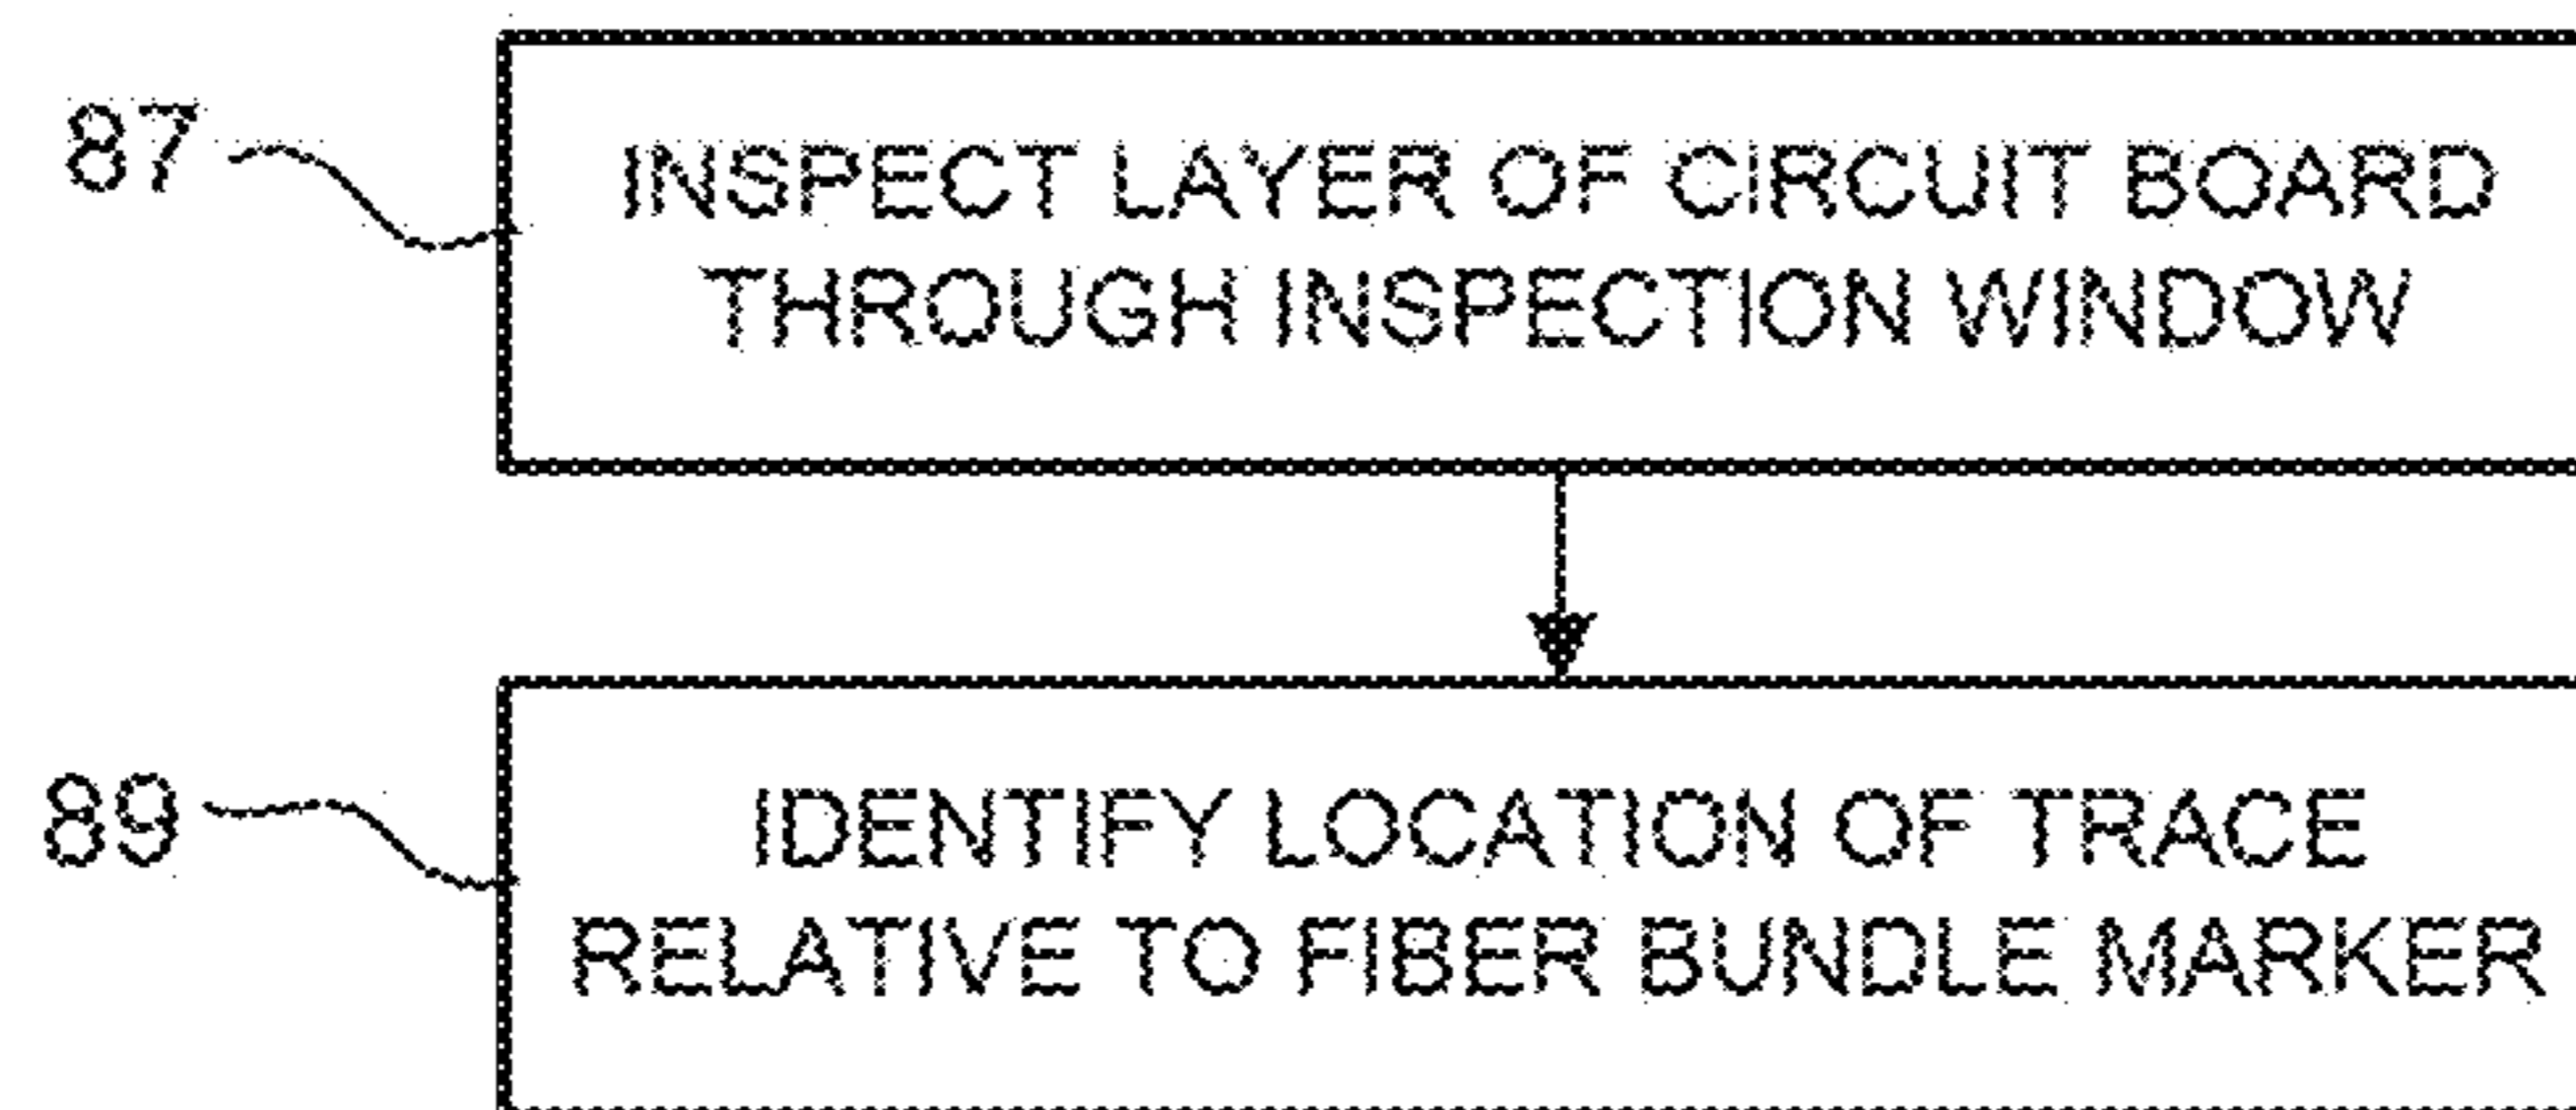 87
INSPECT LAYER OF CIRCUIT BOARD
THROUGH INSPECTION WINDOW
89
IDENTIFY LOCATION OF TRACE
RELATIVE TO FIBER BUNDLE MARKER